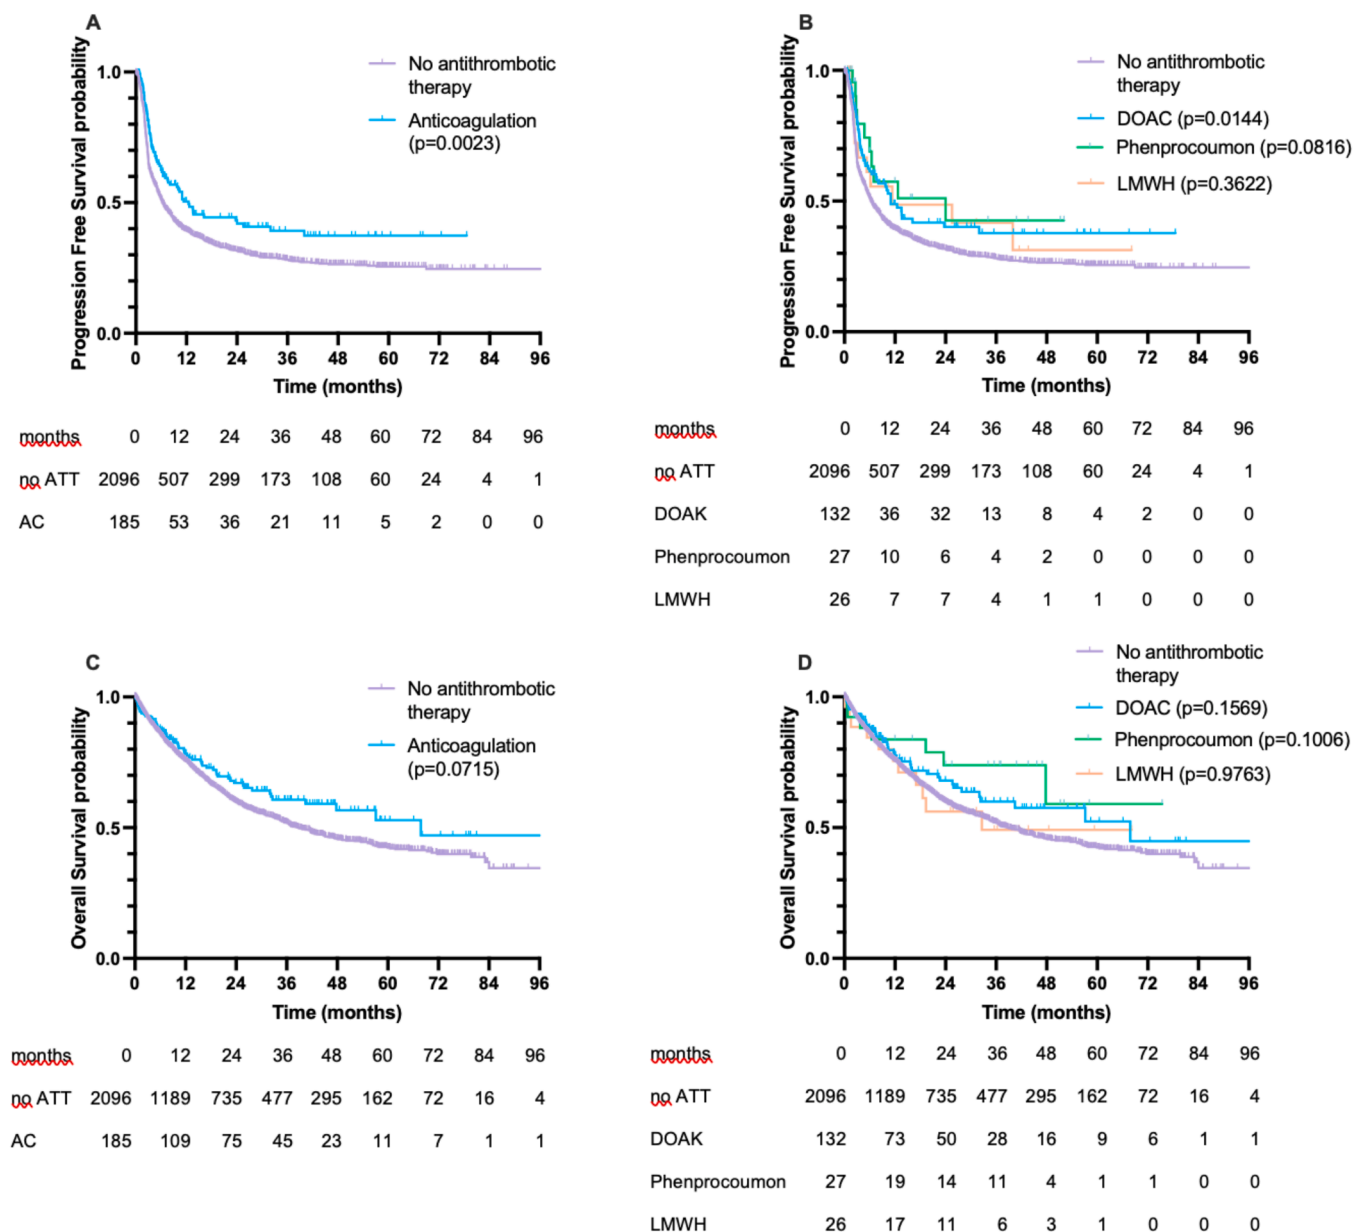 A
Progression Free Survival probability
No antithrombotic
therapy
Anticoagulation
(p=0.0023)
1.0
0.5
0.0
0 12 24 36 48 60 72 84 96
Time (months)
months 0 12 24 36 48 60 72 84 96
no ATT 2096 507 299 173 108 60 24 4 1
AC 185 53 36 21 11 5 2 0 0
B
Progression Free Survival probability
No antithrombotic
therapy
DOAC (p=0.0144)
Phenprocoumon (p=0.0816)
LMWH (p=0.3622)
1.0
0.5
0.0
0 12 24 36 48 60 72 84 96
Time (months)
months 0 12 24 36 48 60 72 84 96
no ATT 2096 507 299 173 108 60 24 4 1
DOAK 132 36 32 13 8 4 2 0 0
Phenprocoumon 27 10 6 4 2 0 0 0 0
LMWH 26 7 7 4 1 1 0 0 0
C
Overall Survival probability
No antithrombotic
therapy
Anticoagulation
(p=0.0715)
1.0
0.5
0.0
0 12 24 36 48 60 72 84 96
Time (months)
months 0 12 24 36 48 60 72 84 96
no ATT 2096 1189 735 477 295 162 72 16 4
AC 185 109 75 45 23 11 7 1 1
D
Overall Survival probability
No antithrombotic
therapy
DOAC (p=0.1569)
Phenprocoumon (p=0.1006)
LMWH (p=0.9763)
1.0
0.5
0.0
0 12 24 36 48 60 72 84 96
Time (months)
months 0 12 24 36 48 60 72 84 96
no ATT 2096 1189 735 477 295 162 72 16 4
DOAK 132 73 50 28 16 9 6 1 1
Phenprocoumon 27 19 14 11 4 1 1 0 0
LMWH 26 17 11 6 3 1 0 0 0